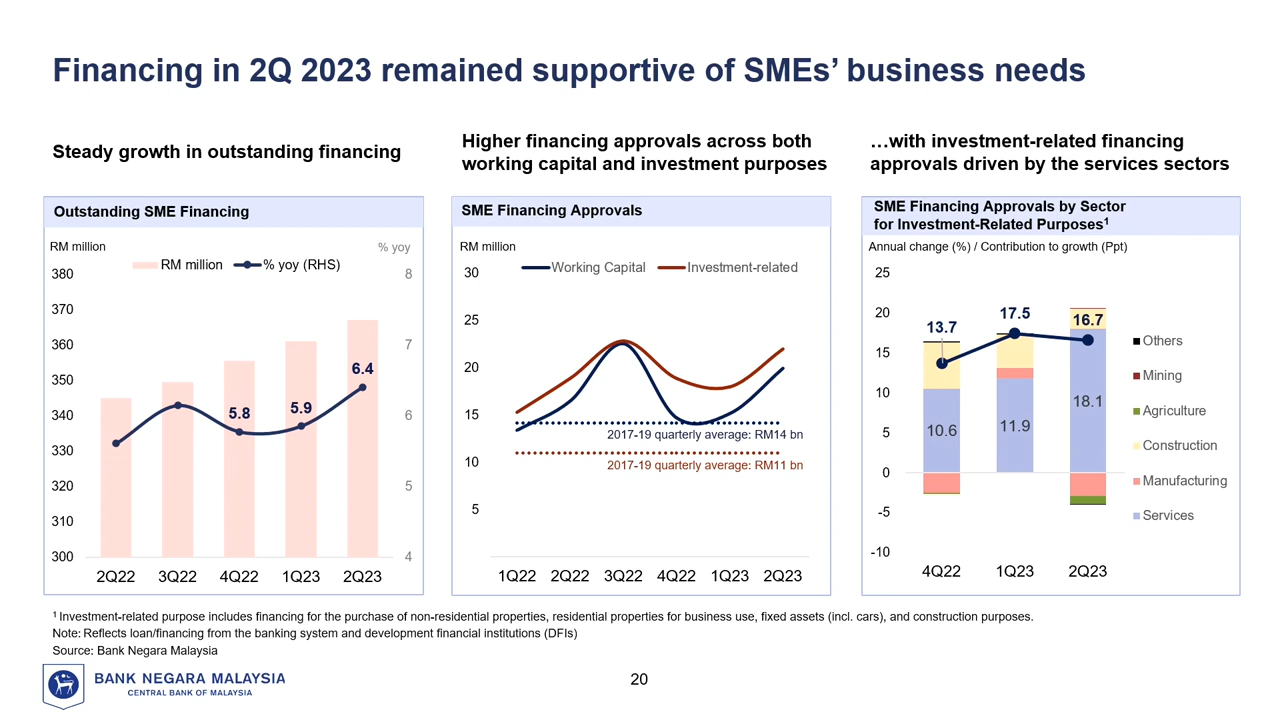 Financing in 2Q 2023 remained supportive of SMEs’ business needs
Steady growth in outstanding financing
Outstanding SME Financing
RM million
% yoy
RM million
% yoy (RHS)
380
370
360
350
340
330
320
310
300
8
7
6
5
4
5.8
5.9
6.4
2Q22
3Q22
4Q22
1Q23
2Q23
Higher financing approvals across both
working capital and investment purposes
SME Financing Approvals
RM million
Working Capital
Investment-related
30
25
20
15
10
5
2017-19 quarterly average: RM14 bn
2017-19 quarterly average: RM11 bn
1Q22
2Q22
3Q22
4Q22
1Q23
2Q23
…with investment-related financing
approvals driven by the services sectors
SME Financing Approvals by Sector
for Investment-Related Purposes¹
Annual change (%) / Contribution to growth (Ppt)
25
20
15
10
5
0
-5
-10
13.7
17.5
16.7
10.6
11.9
18.1
4Q22
1Q23
2Q23
Others
Mining
Agriculture
Construction
Manufacturing
Services
¹ Investment-related purpose includes financing for the purchase of non-residential properties, residential properties for business use, fixed assets (incl. cars), and construction purposes.
Note: Reflects loan/financing from the banking system and development financial institutions (DFIs)
Source: Bank Negara Malaysia
BANK NEGARA MALAYSIA
CENTRAL BANK OF MALAYSIA
20